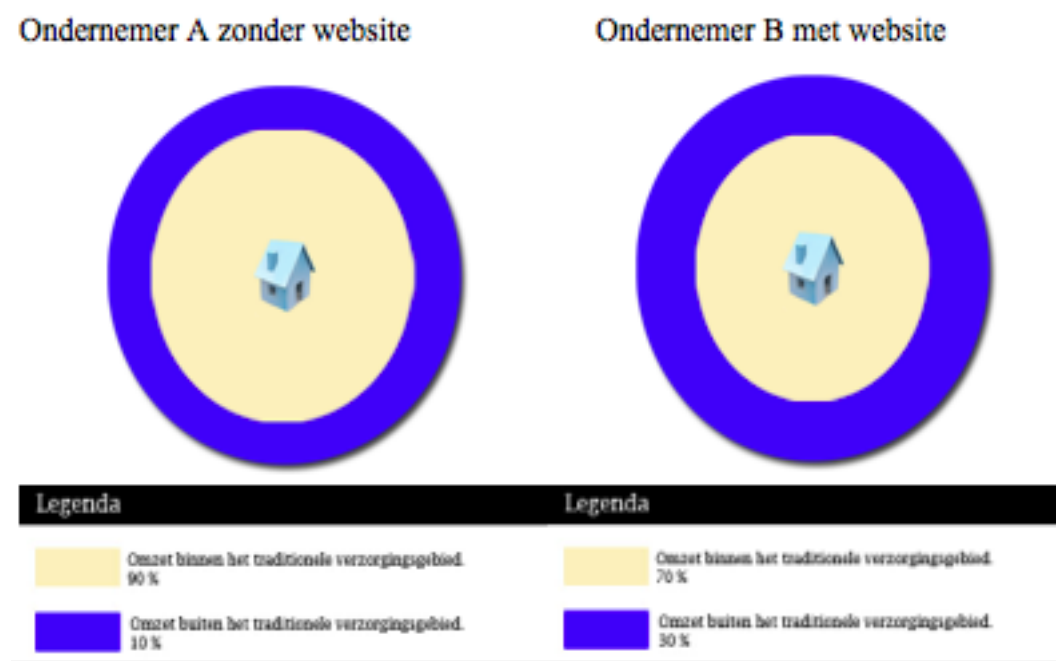 Ondernemer A zonder website
Ondernemer B met website
Legenda
Omzet binnen het traditionele verzorgingsgebied.
90 %
Omzet buiten het traditionele verzorgingsgebied.
10 %
Legenda
Omzet binnen het traditionele verzorgingsgebied.
70 %
Omzet buiten het traditionele verzorgingsgebied.
30 %